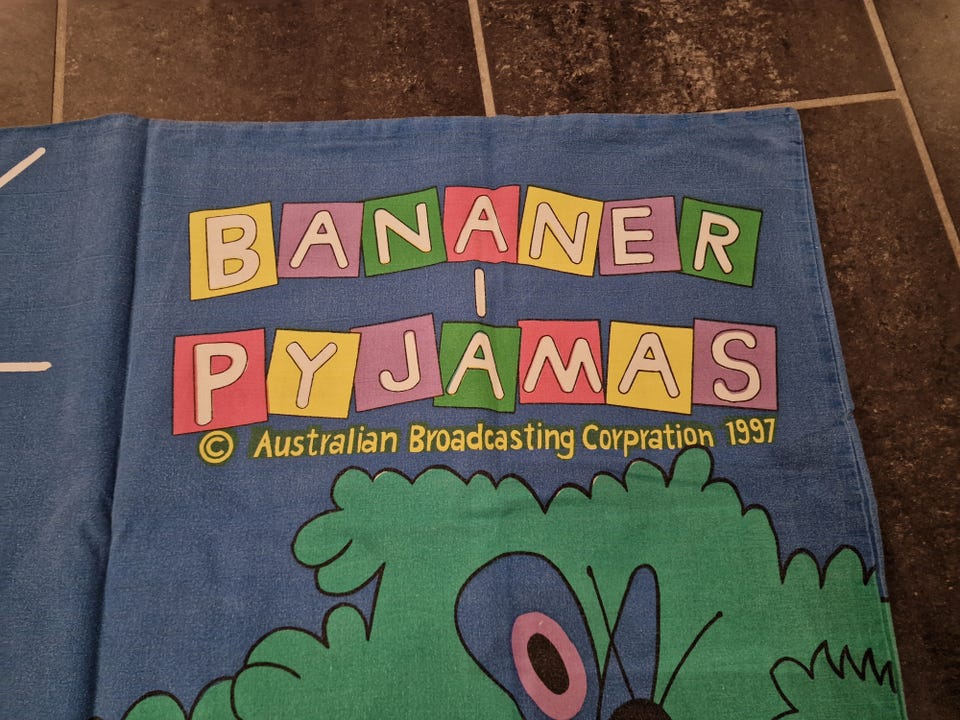 BANANER
I
PYJAMAS
© Australian Broadcasting Corpration 1997